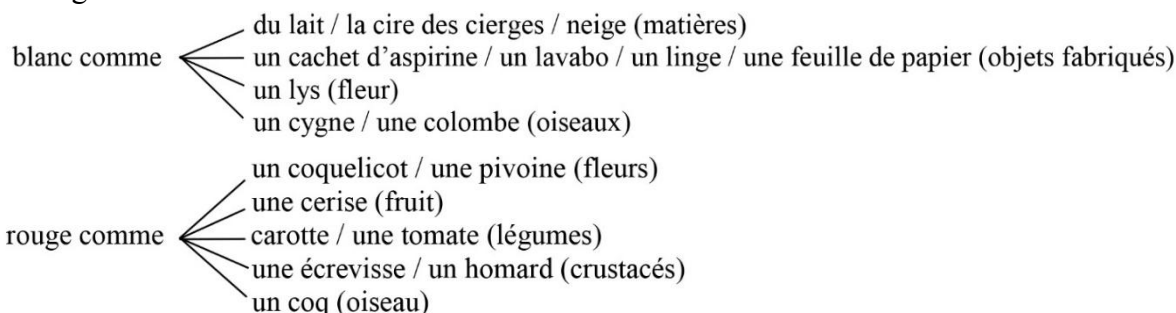 du lait / la cire des cierges / neige (matières)
blanc comme
un cachet d'aspirine / un lavabo / un linge / une feuille de papier (objets fabriqués)
un lys (fleur)
un cygne / une colombe (oiseaux)
un coquelicot / une pivoine (fleurs)
une cerise (fruit)
rouge comme
carotte / une tomate (légumes)
une écrevisse / un homard (crustacés)
un coq (oiseau)